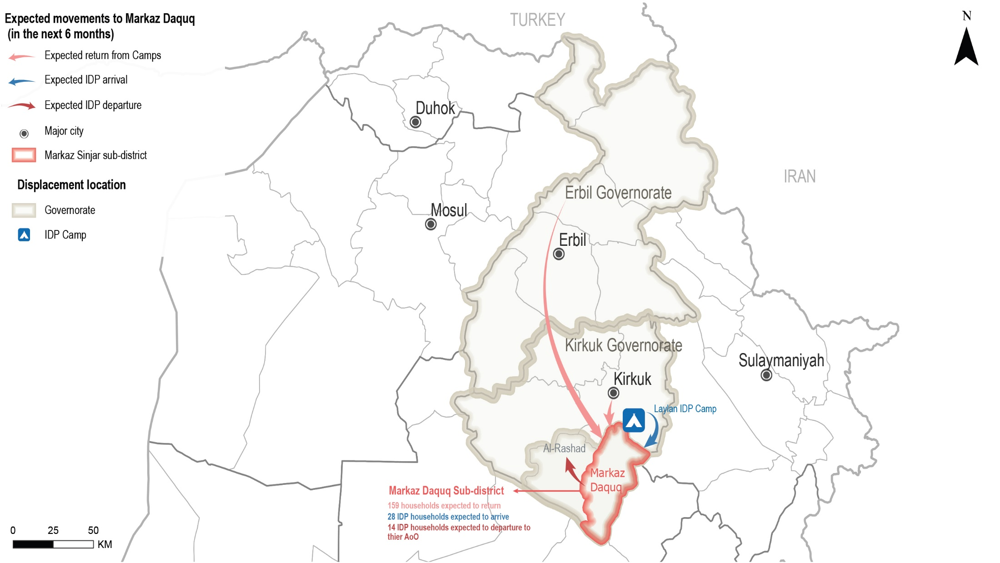 Expected movements to Markaz Daquq
(in the next 6 months)
Expected return from Camps
Expected IDP arrival
Expected IDP departure
Major city
Markaz Sinjar sub-district
Displacement location
Governorate
IDP Camp
TURKEY
N
Duhok
IRAN
Erbil Governorate
Mosul
Erbil
Kirkuk Governorate
Sulaymaniyah
Kirkuk
Laylan IDP Camp
Al-Rashad
Markaz
Daquq
Markaz Daquq Sub-district
159 households expected to return
28 IDP households expected to arrive
14 IDP households expected to departure to
thier AoO
0 25 50
KM